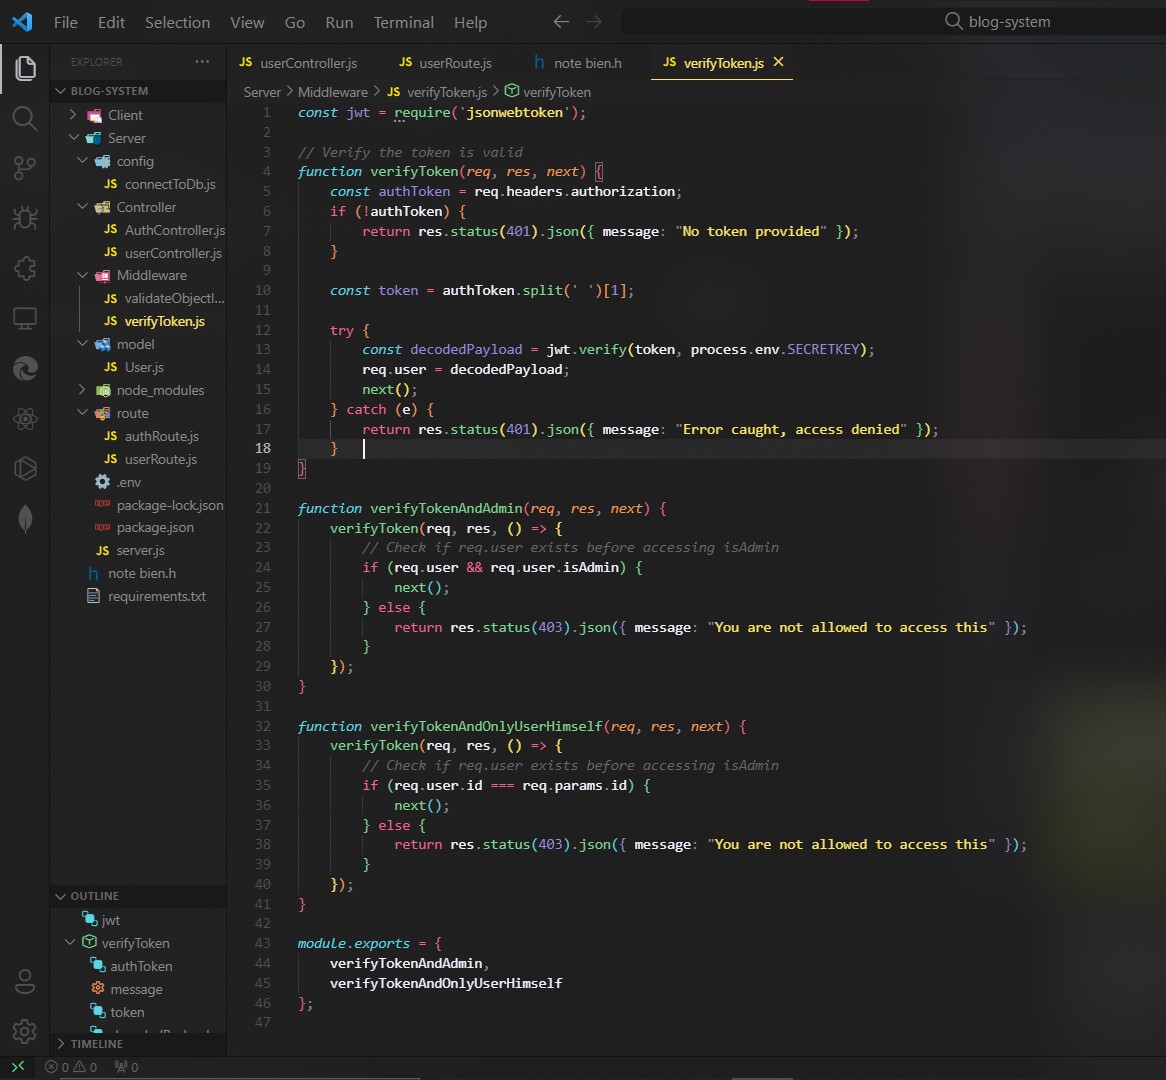 File Edit Selection View Go Run Terminal Help
blog-system
EXPLORER
BLOG-SYSTEM
Client
Server
config
JS connectToDb.js
Controller
JS AuthController.js
JS userController.js
Middleware
JS validateObjectI...
JS verifyToken.js
model
JS User.js
node_modules
route
JS authRoute.js
JS userRoute.js
.env
package-lock.json
package.json
JS server.js
h note bien.h
requirements.txt
OUTLINE
jwt
verifyToken
authToken
message
token
TIMELINE
JS userController.js JS userRoute.js h note bien.h JS verifyToken.js
Server > Middleware > JS verifyToken.js > verifyToken
1 const jwt = require('jsonwebtoken');
2
3 // Verify the token is valid
4 function verifyToken(req, res, next) {
5 const authToken = req.headers.authorization;
6 if (!authToken) {
7 return res.status(401).json({ message: "No token provided" });
8 }
9
10 const token = authToken.split(' ')[1];
11
12 try {
13 const decodedPayload = jwt.verify(token, process.env.SECRETKEY);
14 req.user = decodedPayload;
15 next();
16 } catch (e) {
17 return res.status(401).json({ message: "Error caught, access denied" });
18 }
19 }
20
21 function verifyTokenAndAdmin(req, res, next) {
22 verifyToken(req, res, () => {
23 // Check if req.user exists before accessing isAdmin
24 if (req.user && req.user.isAdmin) {
25 next();
26 } else {
27 return res.status(403).json({ message: "You are not allowed to access this" });
28 }
29 });
30 }
31
32 function verifyTokenAndOnlyUserHimself(req, res, next) {
33 verifyToken(req, res, () => {
34 // Check if req.user exists before accessing isAdmin
35 if (req.user.id === req.params.id) {
36 next();
37 } else {
38 return res.status(403).json({ message: "You are not allowed to access this" });
39 }
40 });
41 }
42
43 module.exports = {
44 verifyTokenAndAdmin,
45 verifyTokenAndOnlyUserHimself
46 };
47
0 0 0